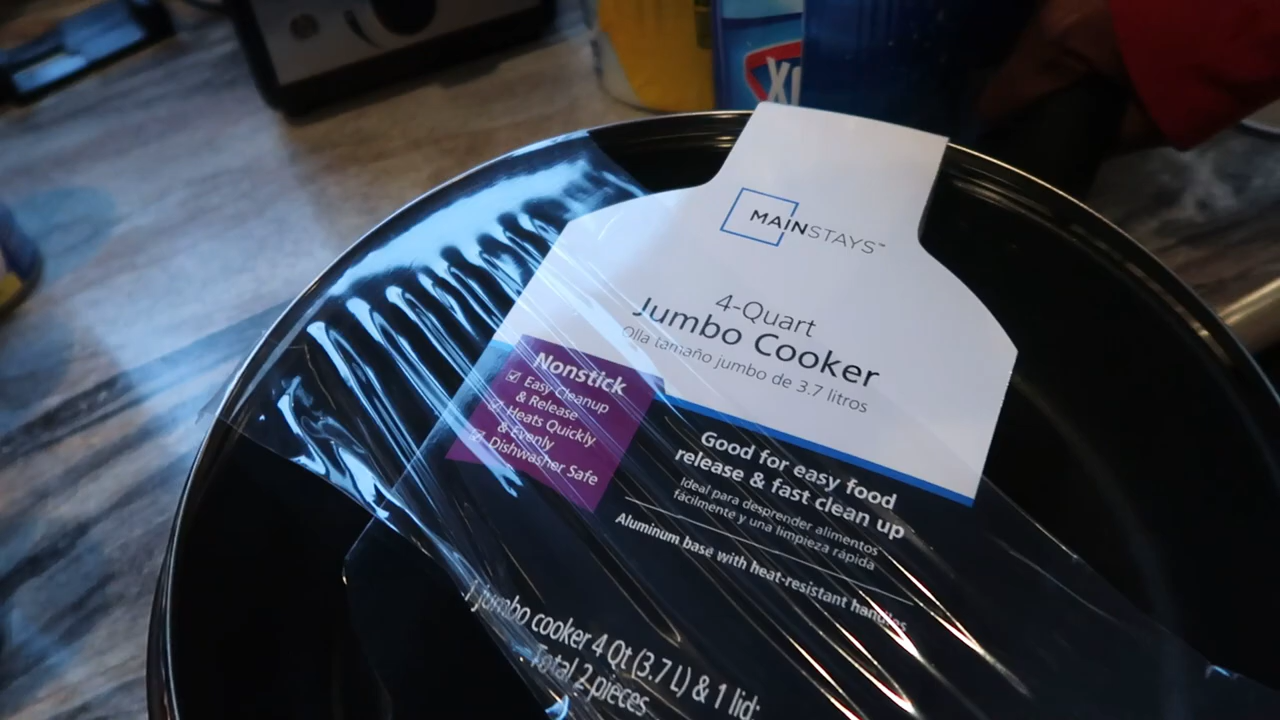 MAINSTAYS™
4-Quart
Jumbo Cooker
Olla tamaño jumbo de 3.7 litros
Nonstick
☑ Easy Cleanup
& Release
☑ Heats Quickly
& Evenly
☑ Dishwasher Safe
Good for easy food
release & fast clean up
Ideal para desprender alimentos
fácilmente y una limpieza rápida
Aluminum base with heat-resistant handles
1 jumbo cooker 4 Qt (3.7 L) & 1 lid:
Total 2 pieces